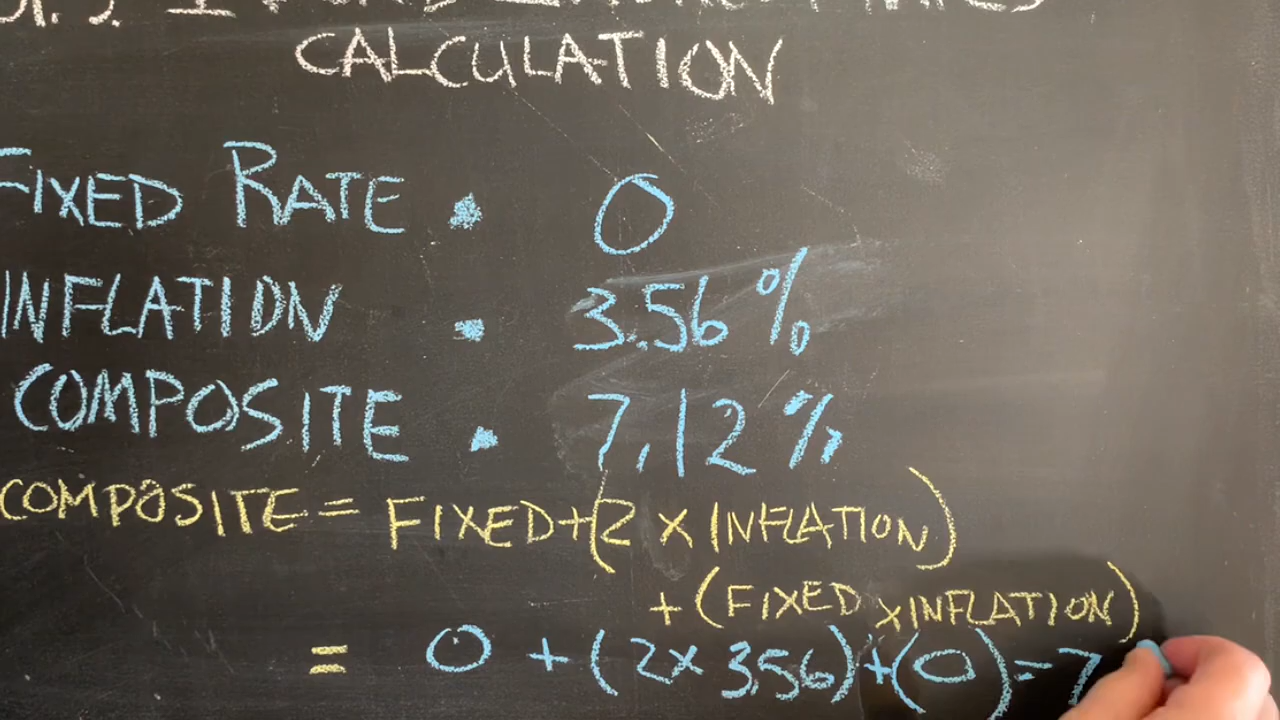 CALCULATION
FIXED RATE • 0
INFLATION • 3.56 %
COMPOSITE • 7.12 %
COMPOSITE = FIXED + (2 X INFLATION)
+ (FIXED X INFLATION)
= 0 + (2 X 3.56) + (0) = 7